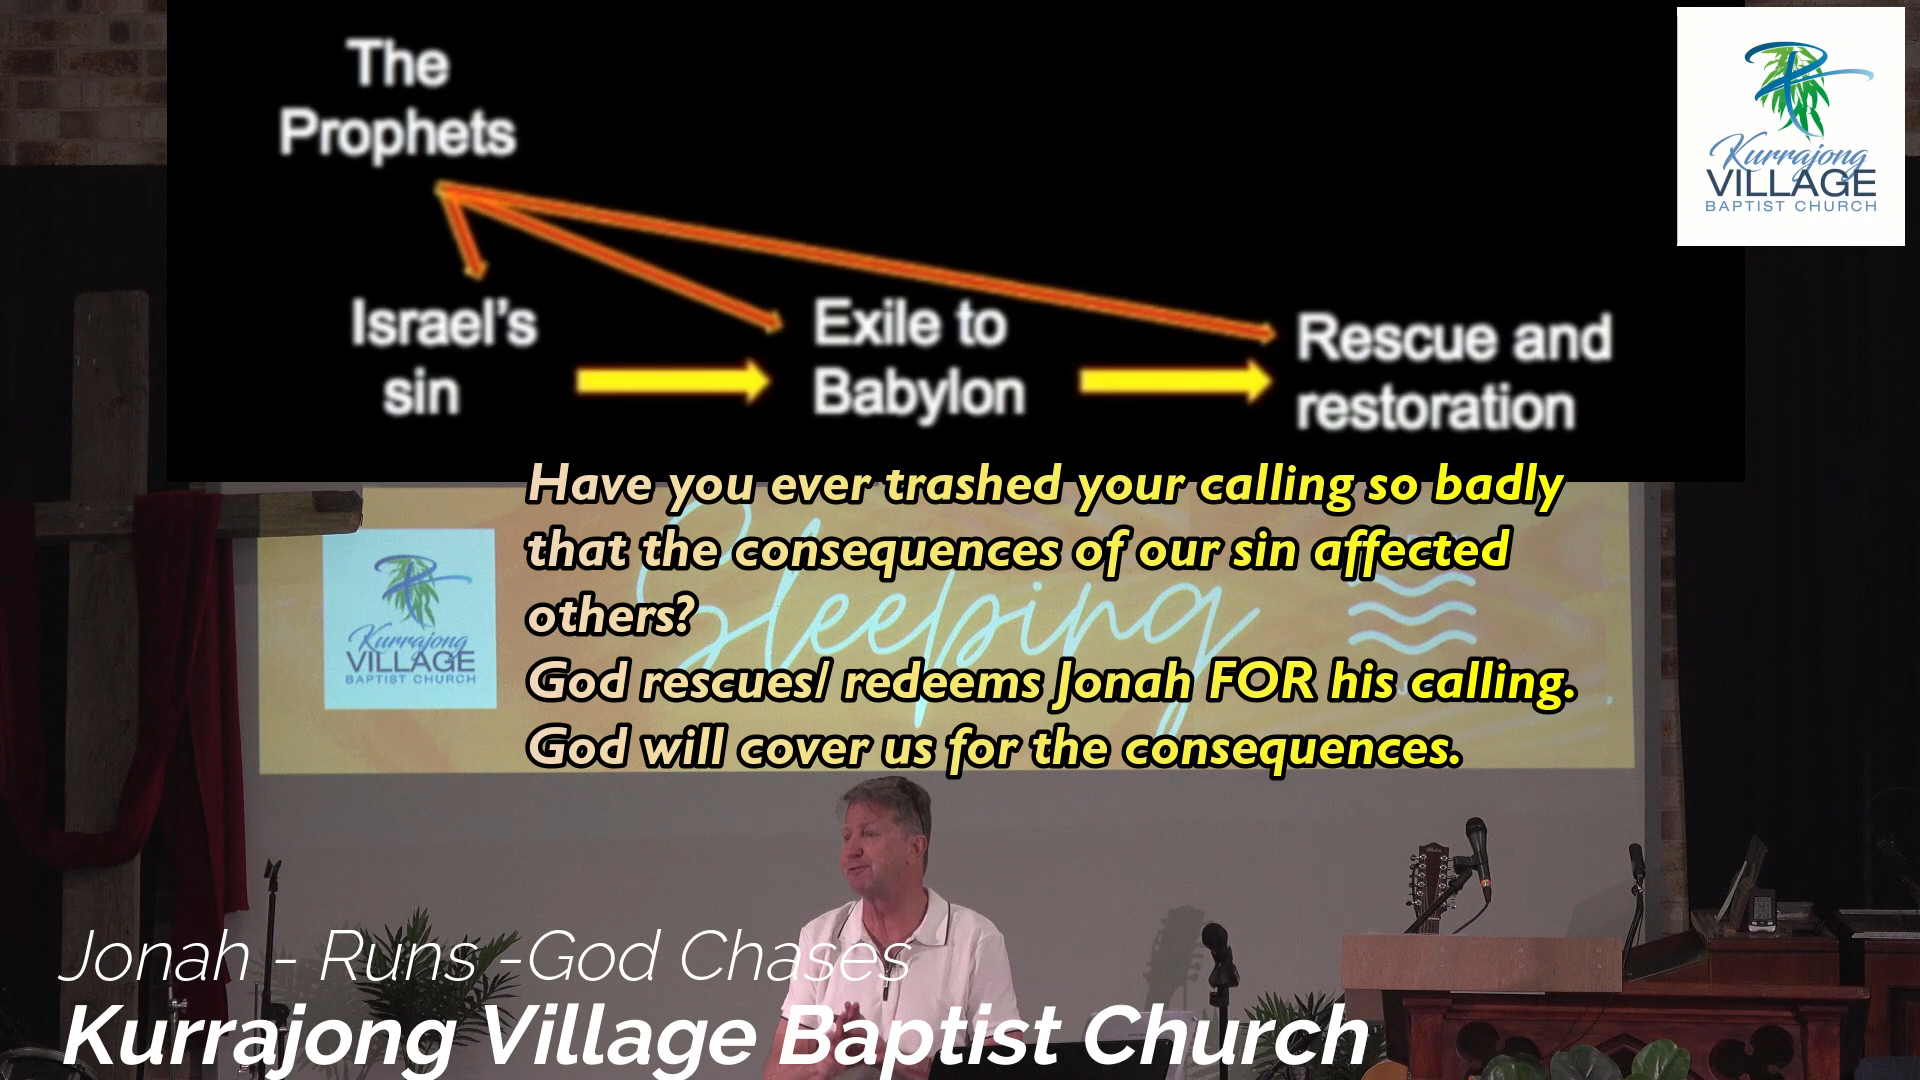 The
Prophets
Israel's
sin
Exile to
Babylon
Rescue and
restoration
Kurrajong
VILLAGE
BAPTIST CHURCH
Have you ever trashed your calling so badly
that the consequences of our sin affected
others?
God rescues/ redeems Jonah FOR his calling.
God will cover us for the consequences.
Sleeping
Kurrajong
VILLAGE
BAPTIST CHURCH
Jonah - Runs -God Chases
Kurrajong Village Baptist Church